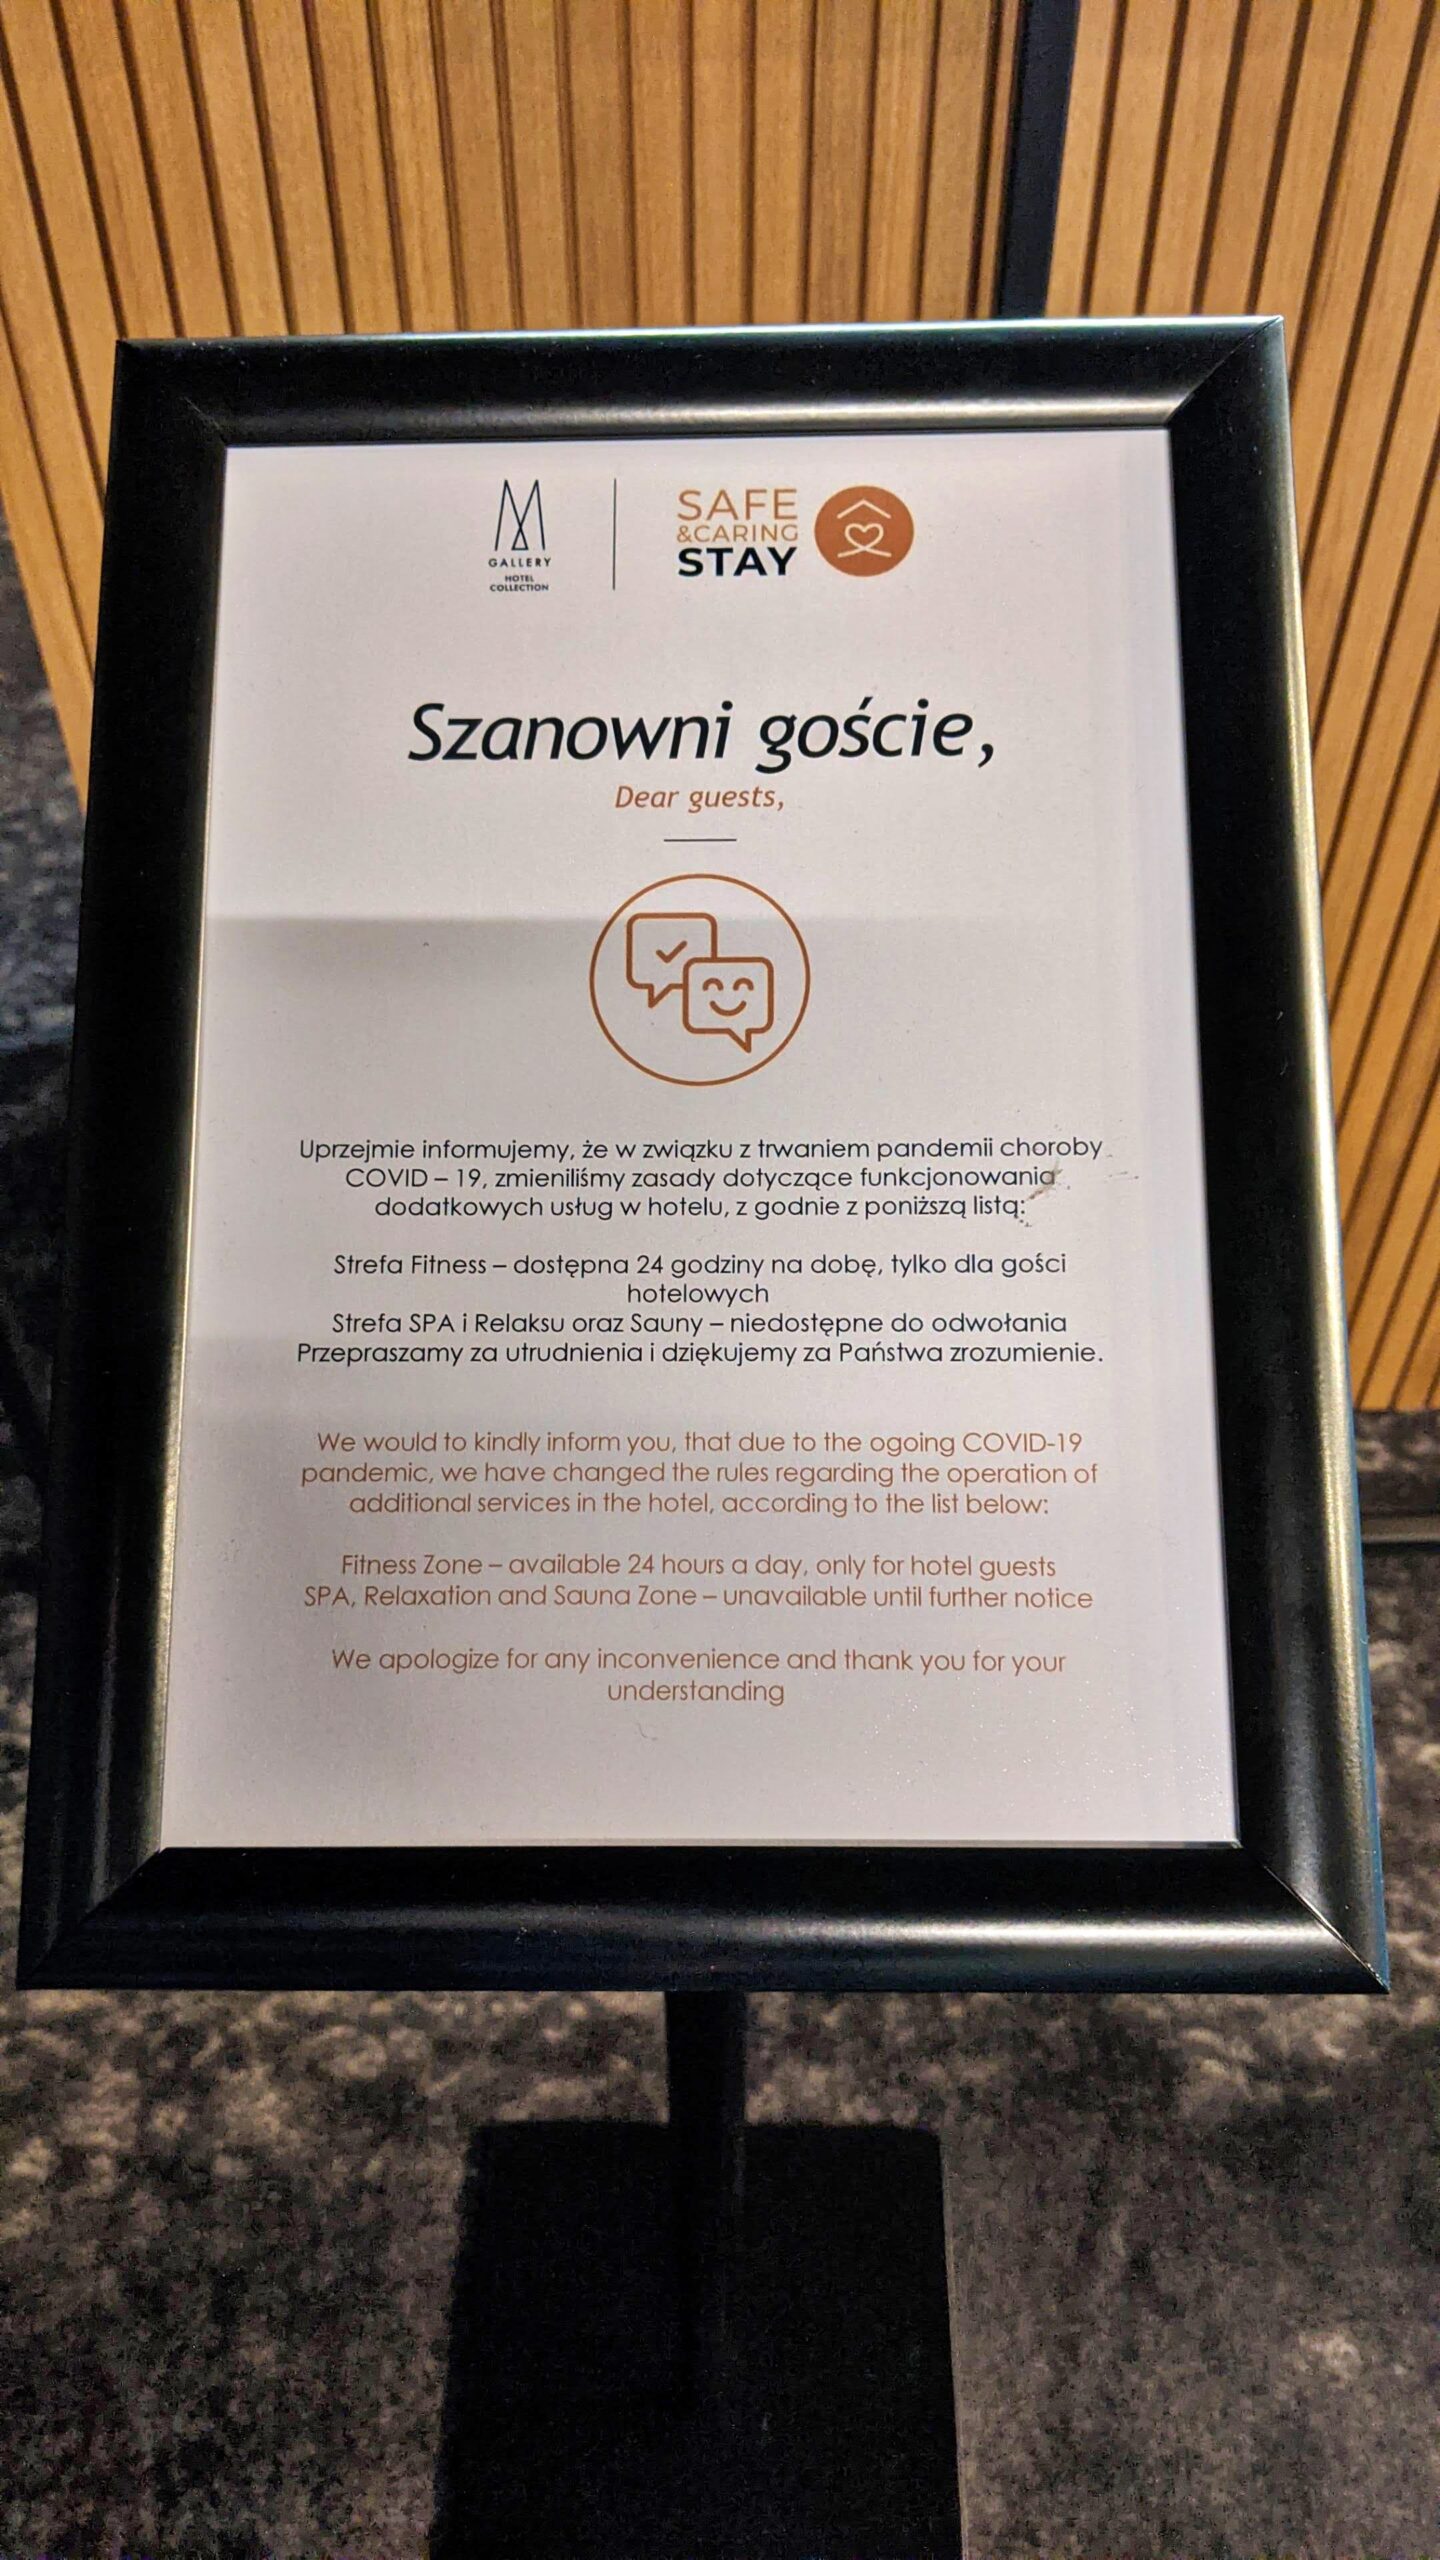 M
GALLERY
HOTEL
COLLECTION
SAFE
&CARING
STAY
Szanowni goście,
Dear guests,
Uprzejmie informujemy, że w związku z trwaniem pandemii choroby
COVID – 19, zmieniliśmy zasady dotyczące funkcjonowania
dodatkowych usług w hotelu, z godnie z poniższą listą:
Strefa Fitness – dostępna 24 godziny na dobę, tylko dla gości
hotelowych
Strefa SPA i Relaksu oraz Sauny – niedostępne do odwołania
Przepraszamy za utrudnienia i dziękujemy za Państwa zrozumienie.
We would to kindly inform you, that due to the ogoing COVID-19
pandemic, we have changed the rules regarding the operation of
additional services in the hotel, according to the list below:
Fitness Zone – available 24 hours a day, only for hotel guests
SPA, Relaxation and Sauna Zone – unavailable until further notice
We apologize for any inconvenience and thank you for your
understanding